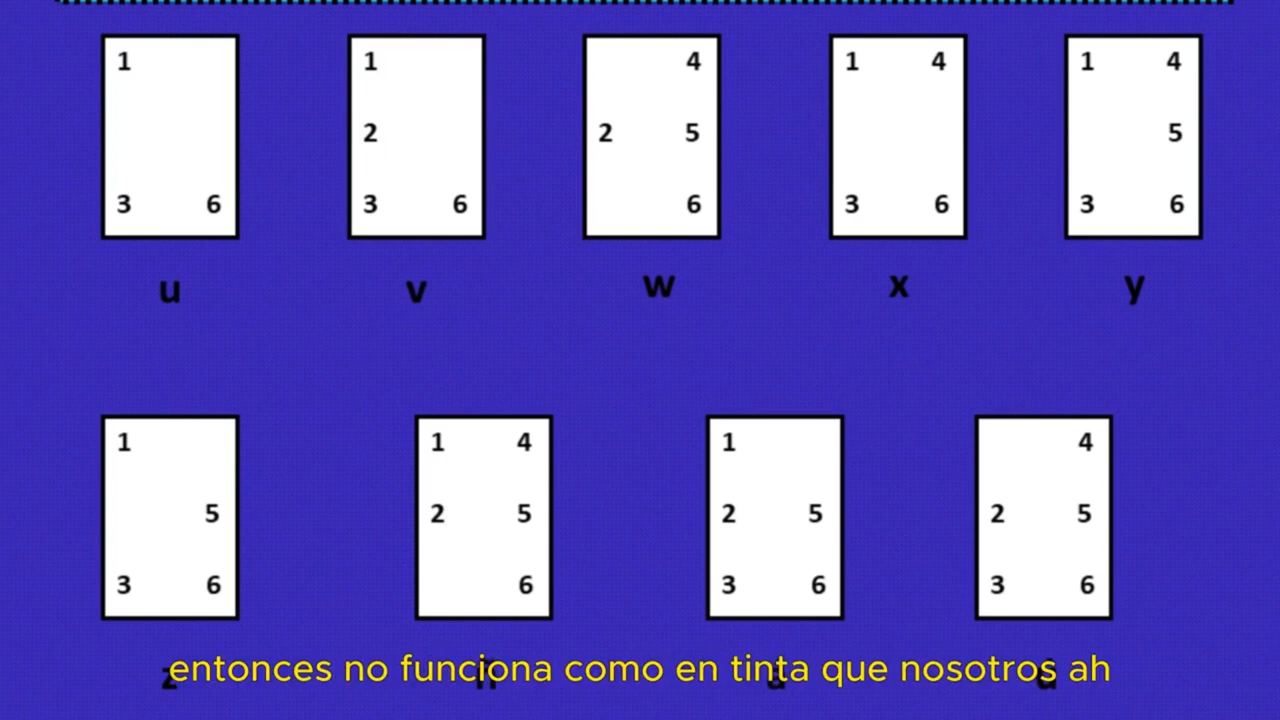 1 1 4 1 4 1 4
2 2 5 5
3 6 3 6 6 3 6 3 6
u v w x y
1 1 4 1 4
5 2 5 2 5 2 5
3 6 6 3 6 3 6
entonces no funciona como en tinta que nosotros ah